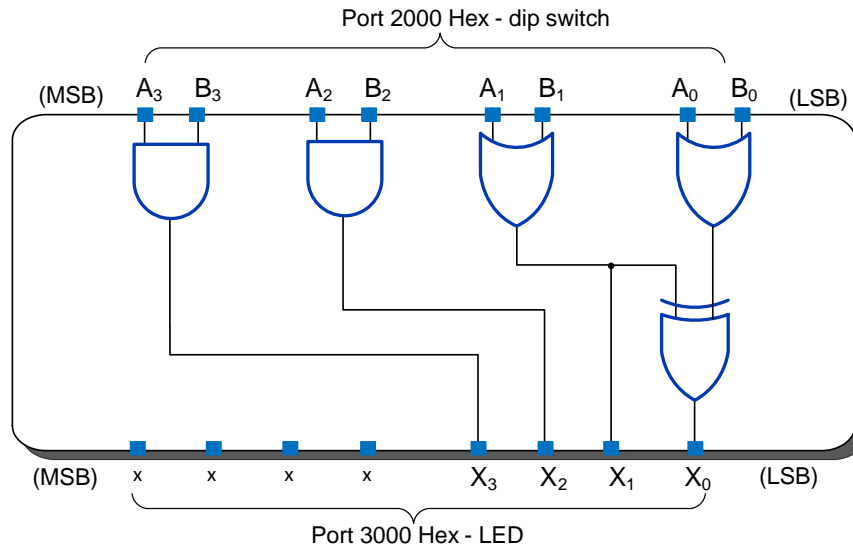 Port 2000 Hex - dip switch
(MSB) A₃ B₃ A₂ B₂ A₁ B₁ A₀ B₀ (LSB)
(MSB) x x x x X₃ X₂ X₁ X₀ (LSB)
Port 3000 Hex - LED